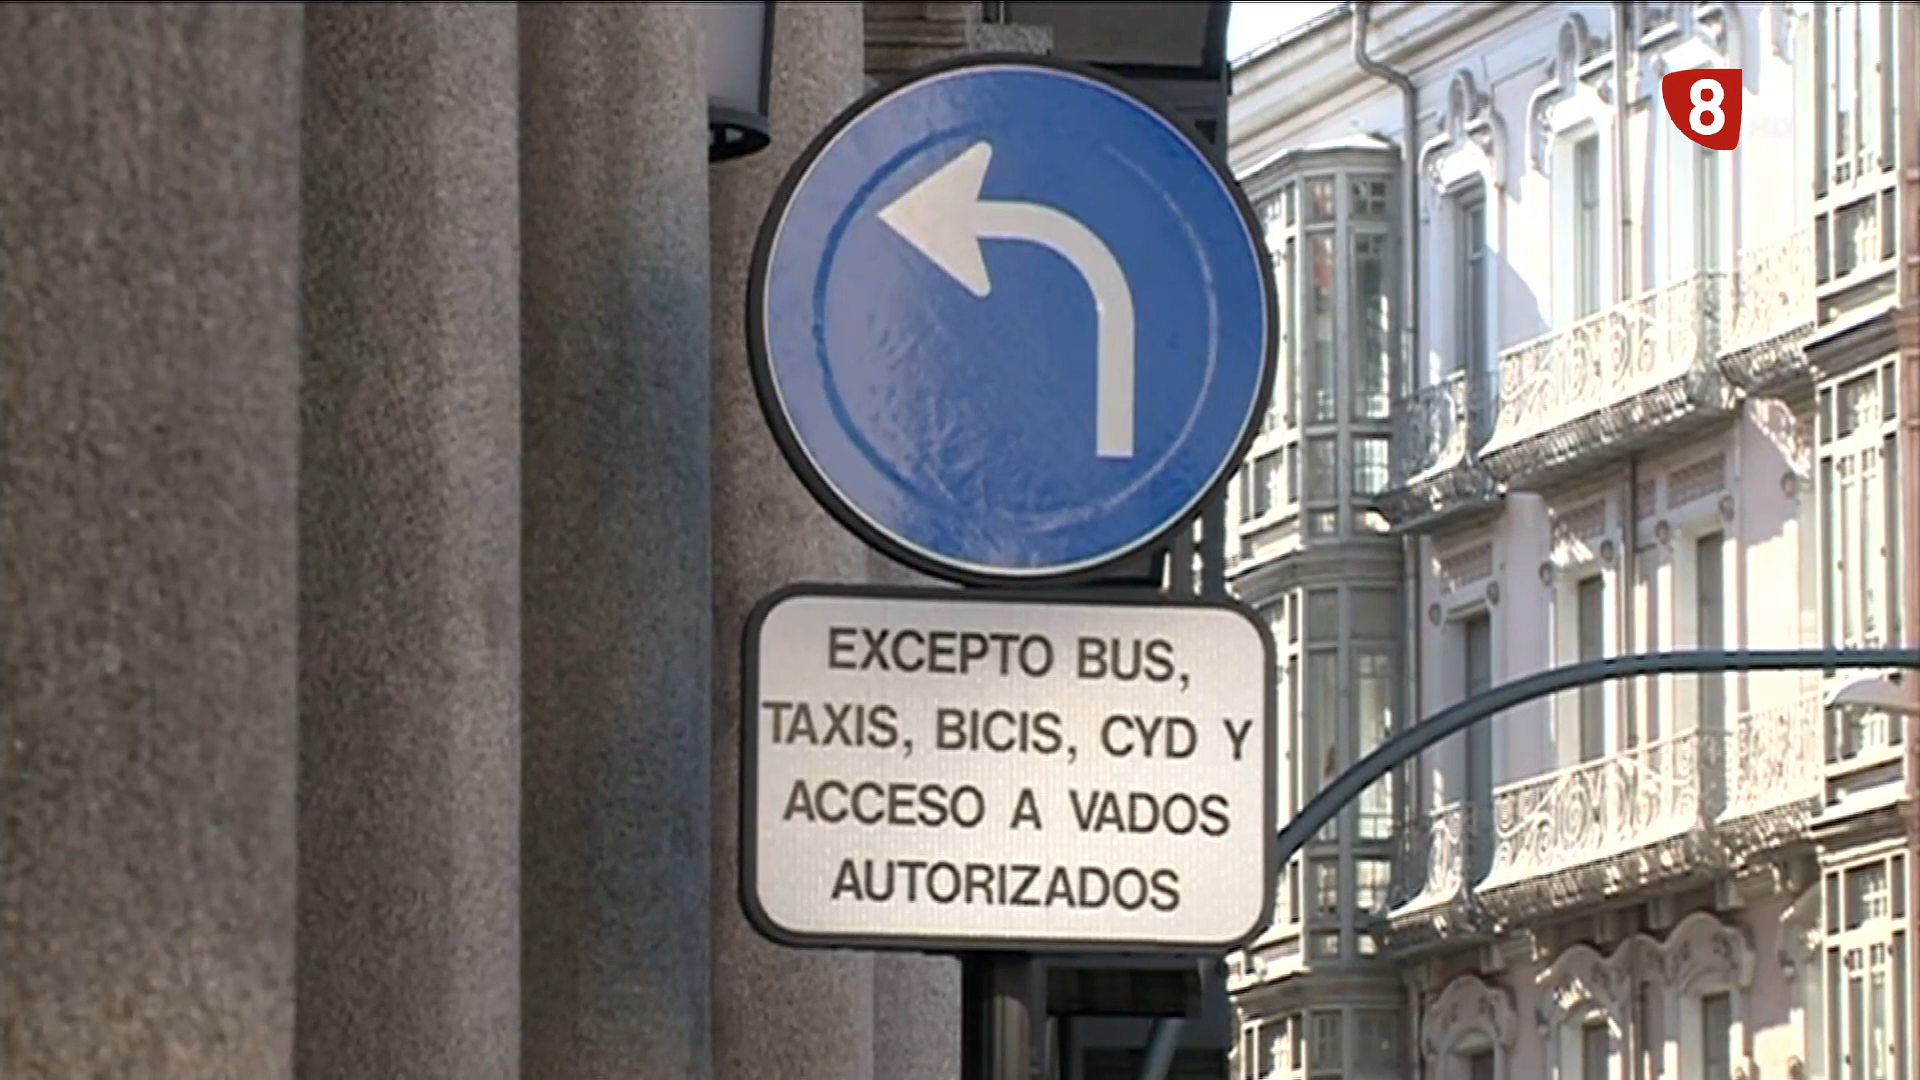 8
EXCEPTO BUS,
TAXIS, BICIS, CYD Y
ACCESO A VADOS
AUTORIZADOS